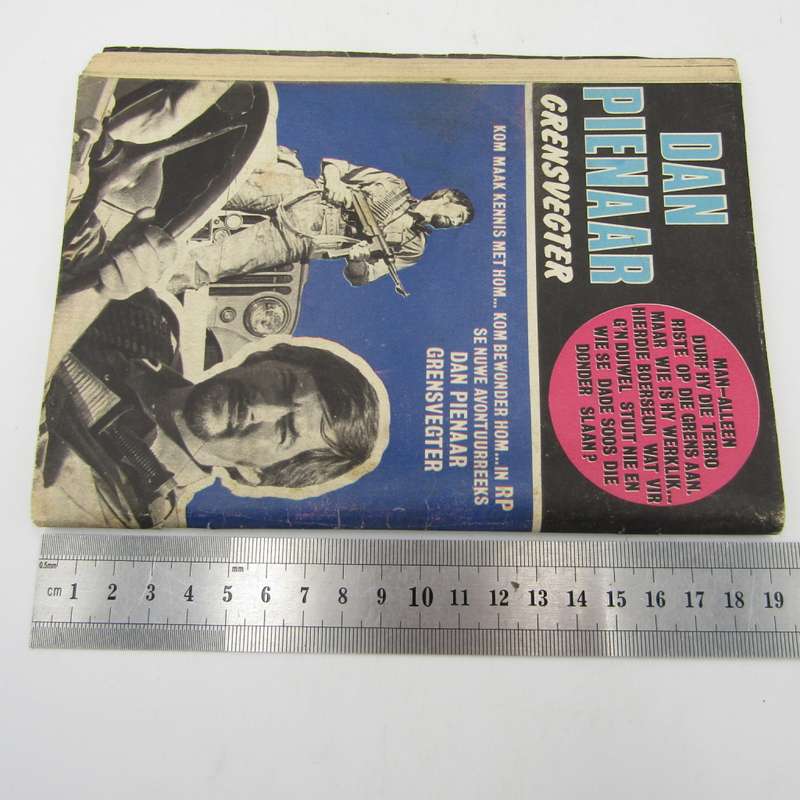 DAN
PIENAAR
GRENSVEGTER
MAN-ALLEEN
DURF HY DIE TERRO
RISTE OP DIE GRENS AAN.
MAAR WIE IS HY WERKLIK...
HIERDIE BOERSEUN WAT VIR
G'N DUIWEL STUIT NIE EN
WIE SE DADE SOOS DIE
DONDER SLAAN?
KOM MAAK KENNIS MET HOM... KOM BEWONDER HOM... IN RP
SE NUWE AVONTUURREEKS
DAN PIENAAR
GRENSVEGTER
0.5mm
mm
cm 1 2 3 4 5 6 7 8 9 10 11 12 13 14 15 16 17 18 19